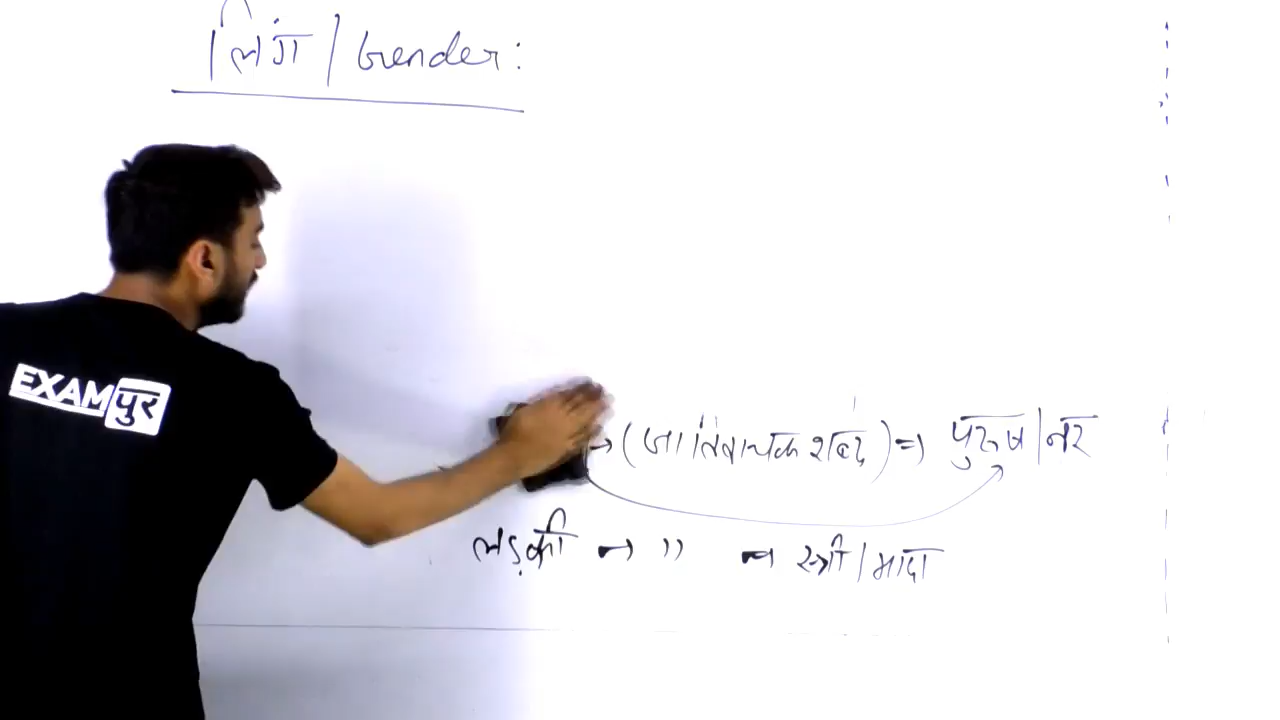 लिंग / Gender :
EXAMपुर
→ (जातिवाचक शब्द) ⇒ पुरुष | नर
लड़की → ,, → स्त्री | मादा